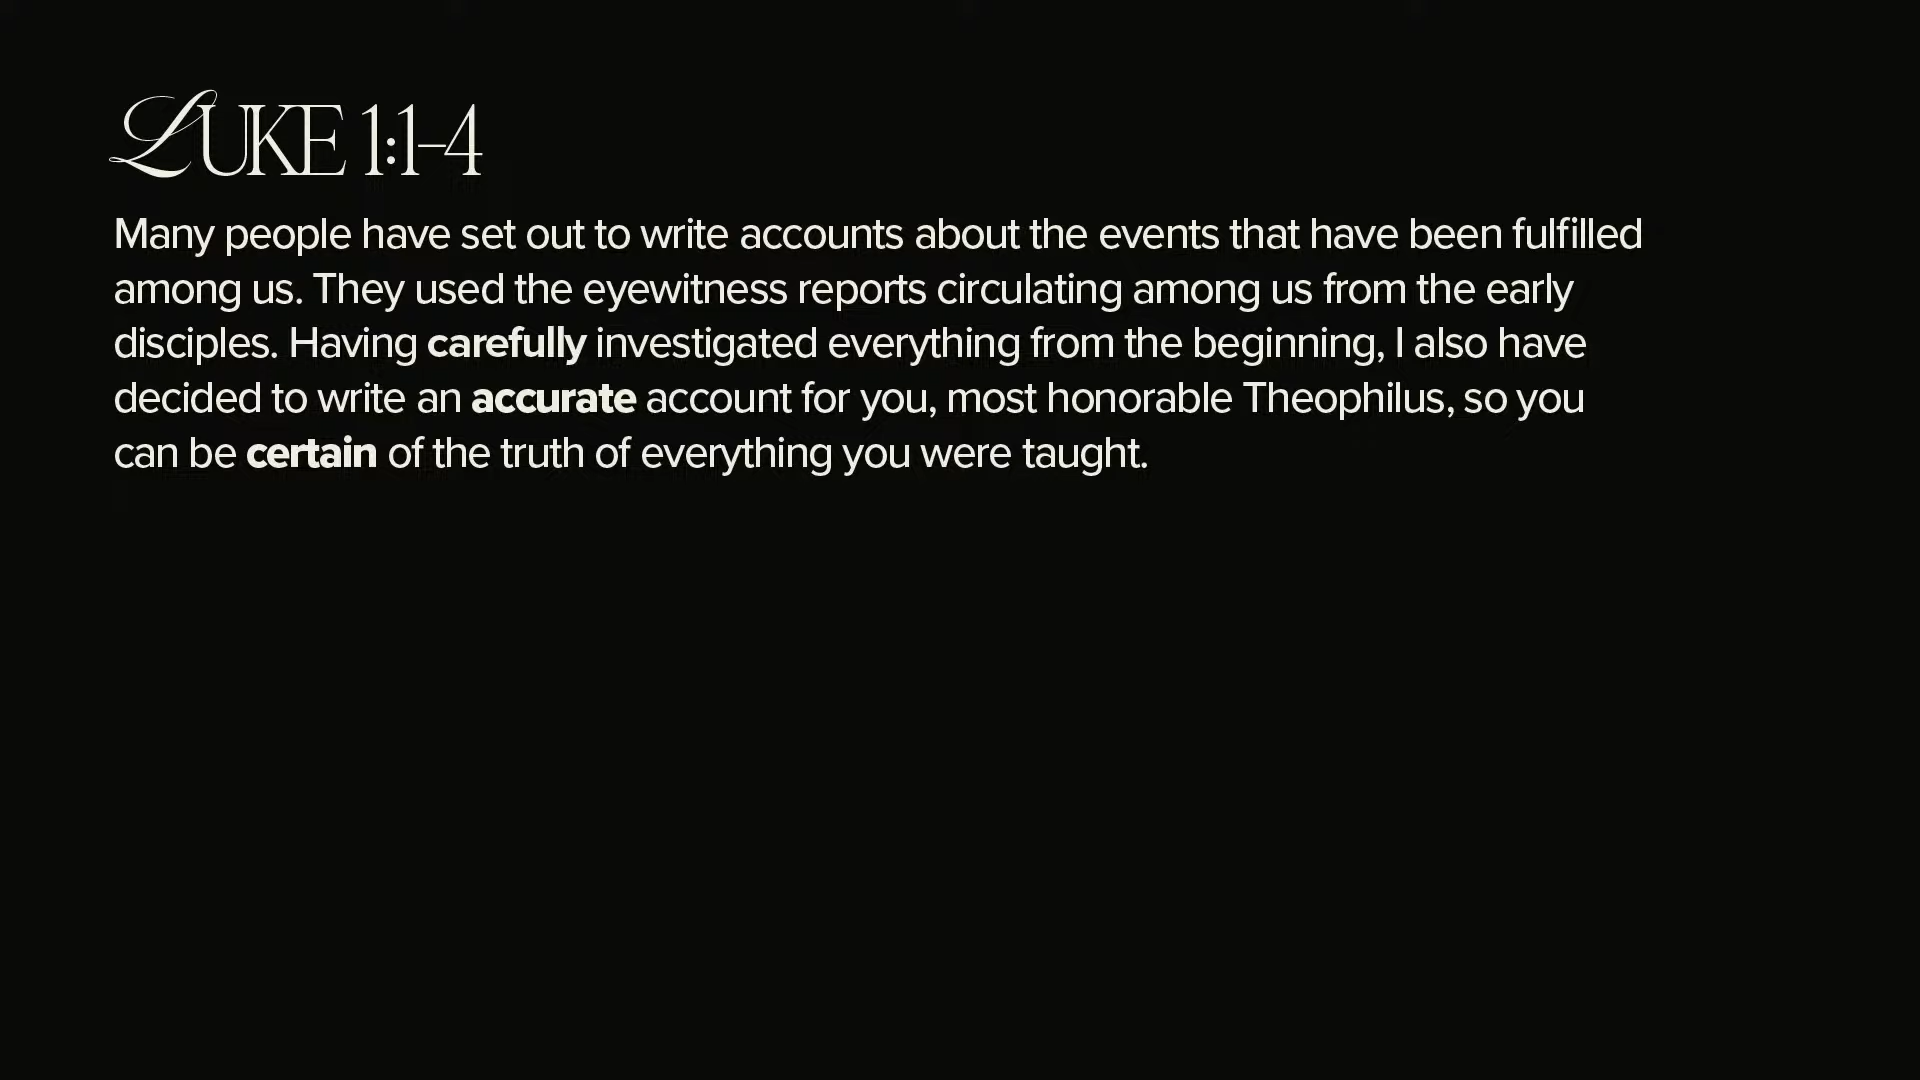 LUKE 1:1–4
Many people have set out to write accounts about the events that have been fulfilled
among us. They used the eyewitness reports circulating among us from the early
disciples. Having carefully investigated everything from the beginning, I also have
decided to write an accurate account for you, most honorable Theophilus, so you
can be certain of the truth of everything you were taught.